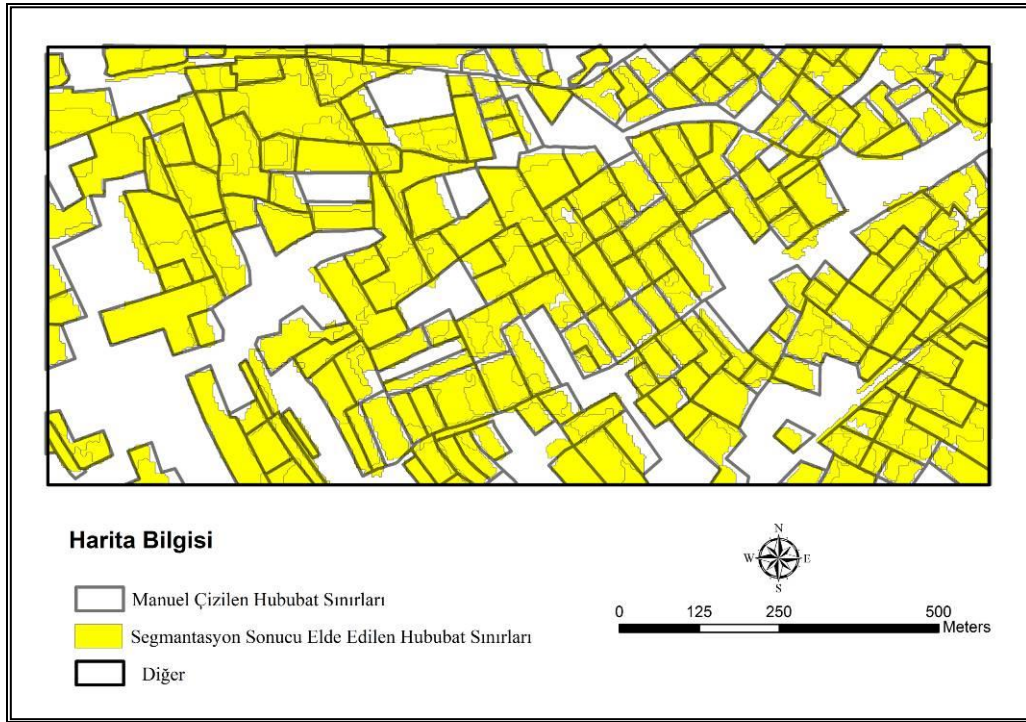 Harita Bilgisi
Manuel Çizilen Hububat Sınırları
Segmantasyon Sonucu Elde Edilen Hububat Sınırları
Diğer
N
W E
S
0 125 250 500
Meters